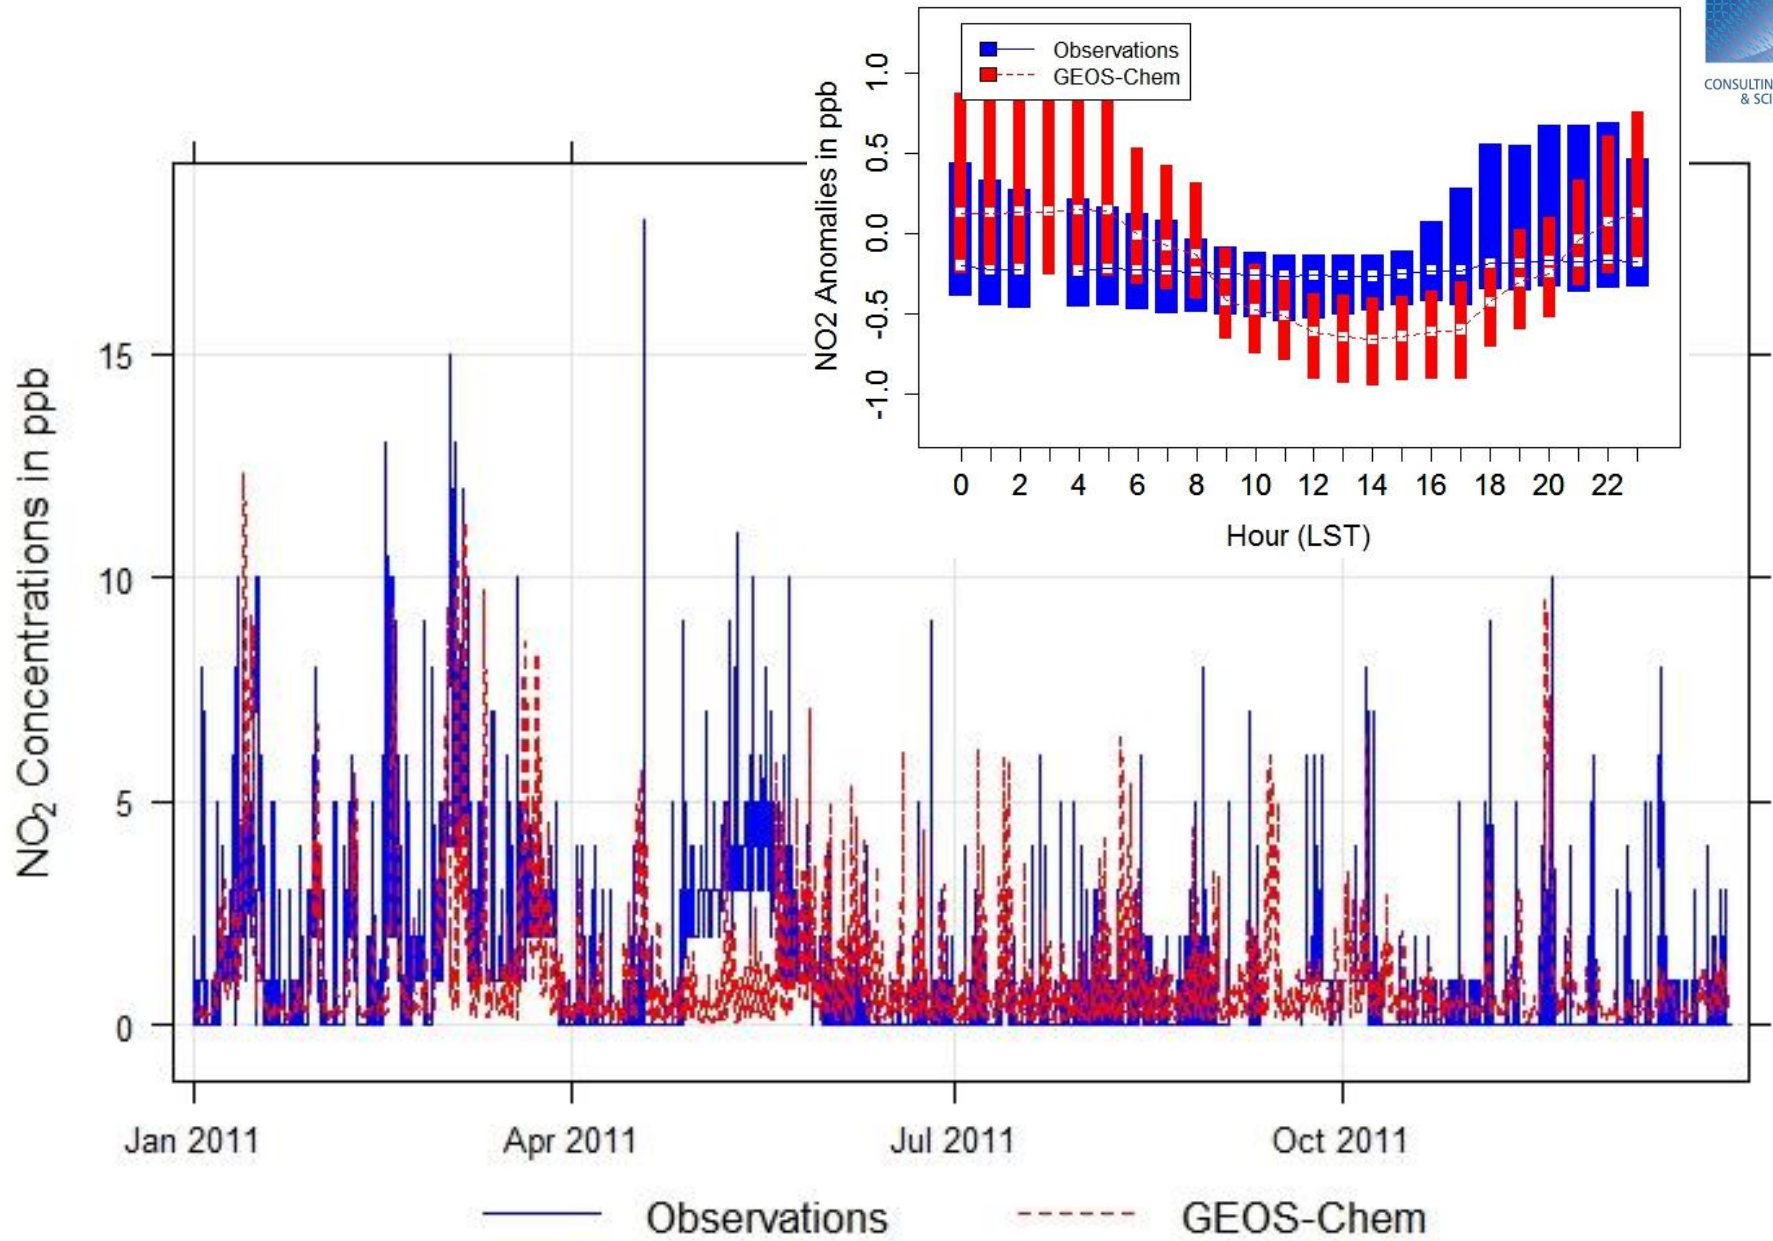 Observations
GEOS-Chem
CONSULTIN
& SCI
NO2 Anomalies in ppb
1.0
0.5
0.0
-0.5
-1.0
0 2 4 6 8 10 12 14 16 18 20 22
Hour (LST)
NO₂ Concentrations in ppb
15
10
5
0
Jan 2011 Apr 2011 Jul 2011 Oct 2011
Observations GEOS-Chem